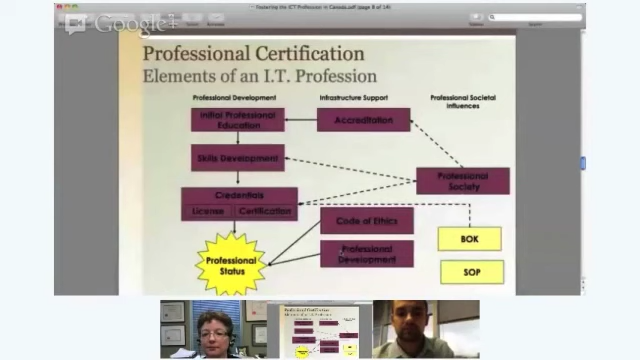 Fostering the ICT Profession in Canada.pdf (page 8 of 14)
Google+
Professional Certification
Elements of an I.T. Profession
Professional Development
Infrastructure Support
Professional Societal
Influences
Initial Professional
Education
Accreditation
Skills Development
Professional
Society
Credentials
License
Certification
Code of Ethics
Professional
Status
Professional
Development
BOK
SOP